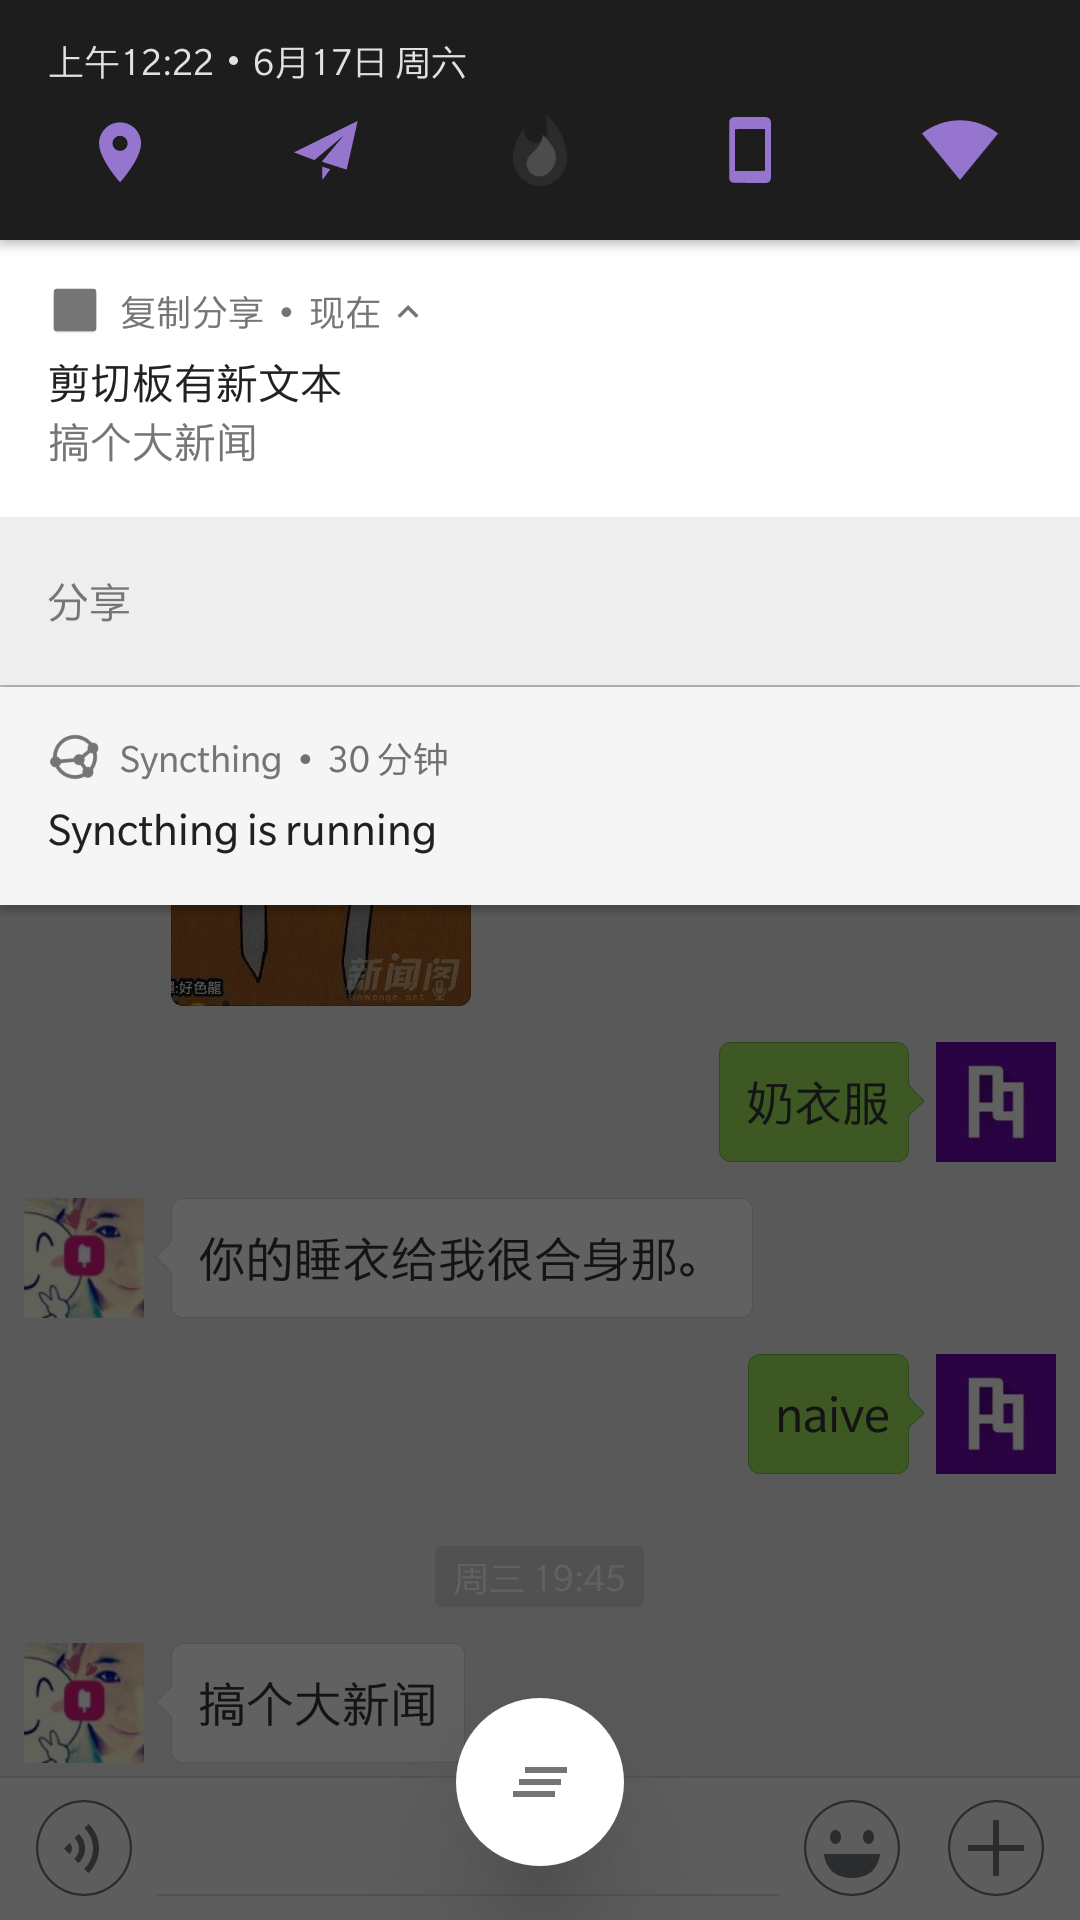 上午12:22 • 6月17日 周六
复制分享 • 现在
剪切板有新文本
搞个大新闻
分享
Syncthing • 30 分钟
Syncthing is running
:好色龍
新闻阁
inwenge.net
奶衣服
你的睡衣给我很合身那。
naive
周三 19:45
搞个大新闻